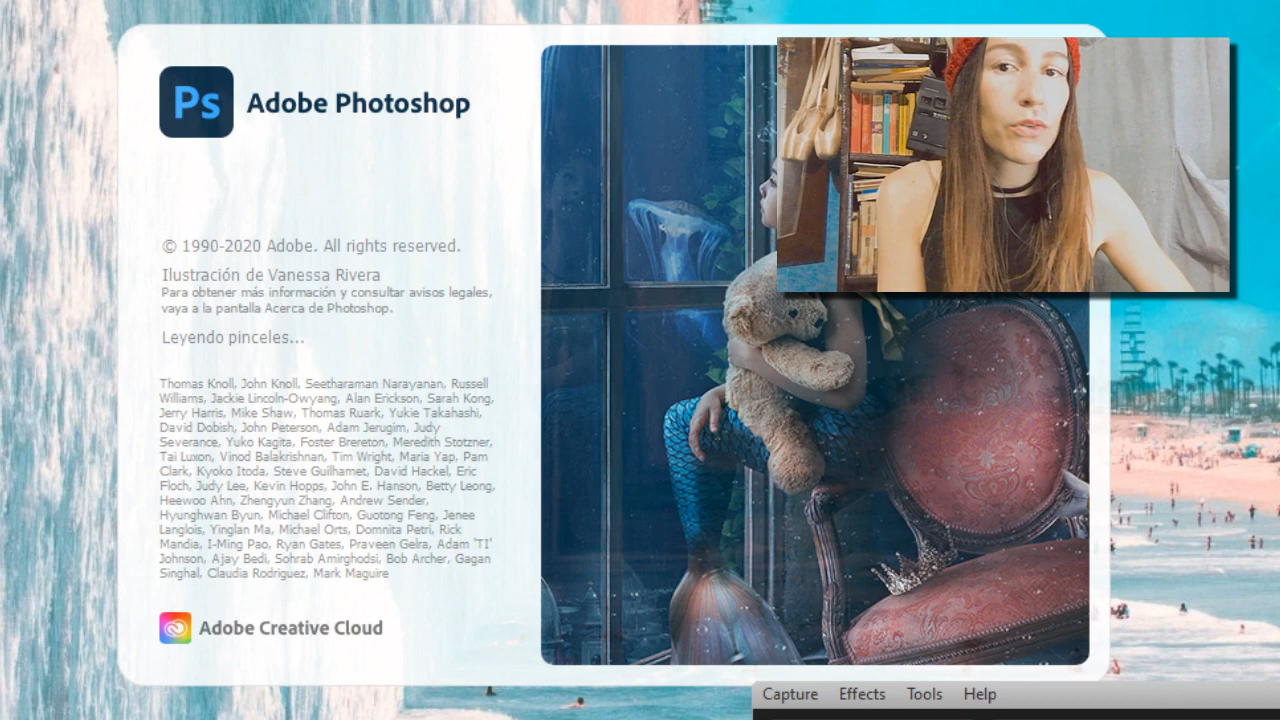 Ps Adobe Photoshop
© 1990-2020 Adobe. All rights reserved.
Ilustración de Vanessa Rivera
Para obtener más información y consultar avisos legales,
vaya a la pantalla Acerca de Photoshop.
Leyendo pinceles...
Thomas Knoll, John Knoll, Seetharaman Narayanan, Russell
Williams, Jackie Lincoln-Owyang, Alan Erickson, Sarah Kong,
Jerry Harris, Mike Shaw, Thomas Ruark, Yukie Takahashi,
David Dobish, John Peterson, Adam Jerugim, Judy
Severance, Yuko Kagita, Foster Brereton, Meredith Stotzner,
Tai Luxon, Vinod Balakrishnan, Tim Wright, Maria Yap, Pam
Clark, Kyoko Itoda, Steve Guilhamet, David Hackel, Eric
Floch, Judy Lee, Kevin Hopps, John E. Hanson, Betty Leong,
Heewoo Ahn, Zhengyun Zhang, Andrew Sender,
Hyunghwan Byun, Michael Clifton, Guotong Feng, Jenee
Langlois, Yinglan Ma, Michael Orts, Domnita Petri, Rick
Mandia, I-Ming Pao, Ryan Gates, Praveen Gelra, Adam 'TI'
Johnson, Ajay Bedi, Sohrab Amirghodsi, Bob Archer, Gagan
Singhal, Claudia Rodriguez, Mark Maguire
Adobe Creative Cloud
Capture Effects Tools Help